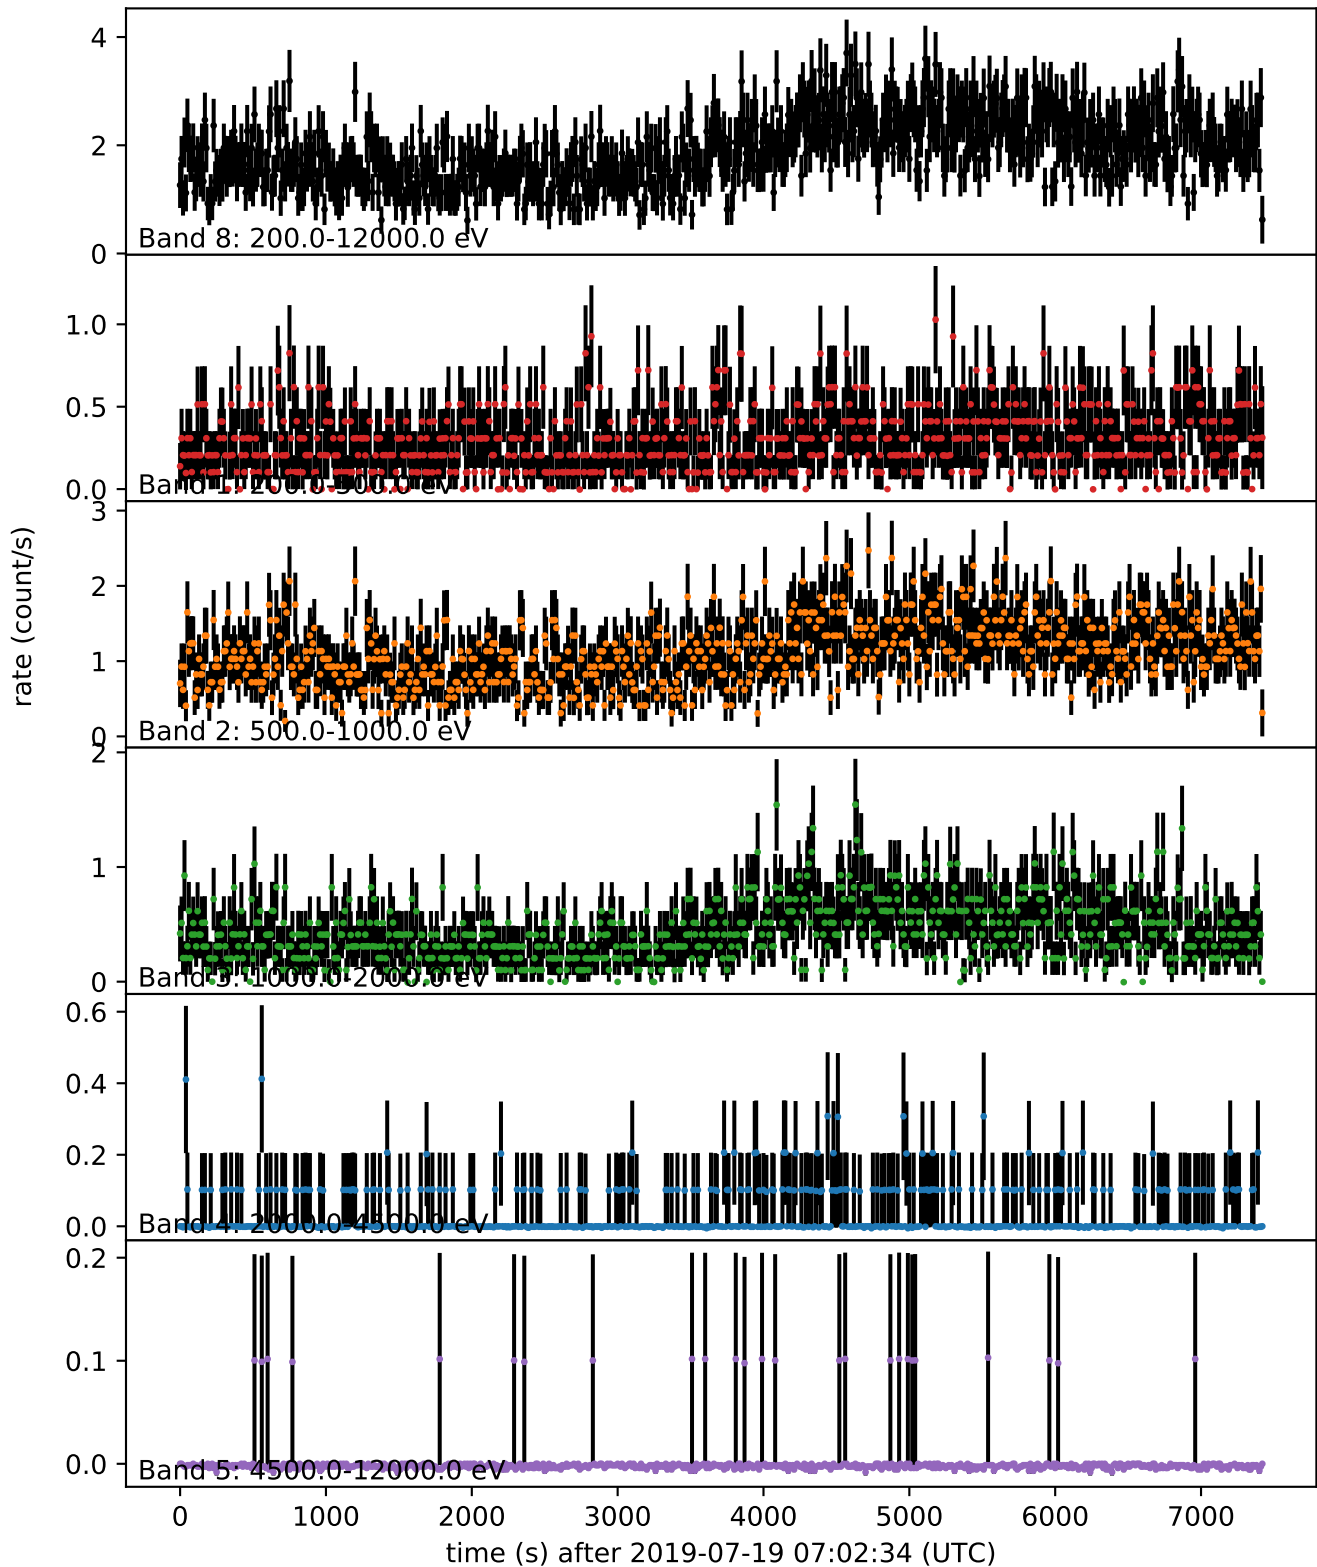 4
2
0
Band 8: 200.0-12000.0 eV
1.0
0.5
0.0
Band 1: 200.0-500.0 eV
3
2
1
0
Band 2: 500.0-1000.0 eV
rate (count/s)
2
1
0
Band 3: 1000.0-2000.0 eV
0.6
0.4
0.2
0.0
Band 4: 2000.0-4500.0 eV
0.2
0.1
0.0
Band 5: 4500.0-12000.0 eV
0 1000 2000 3000 4000 5000 6000 7000
time (s) after 2019-07-19 07:02:34 (UTC)